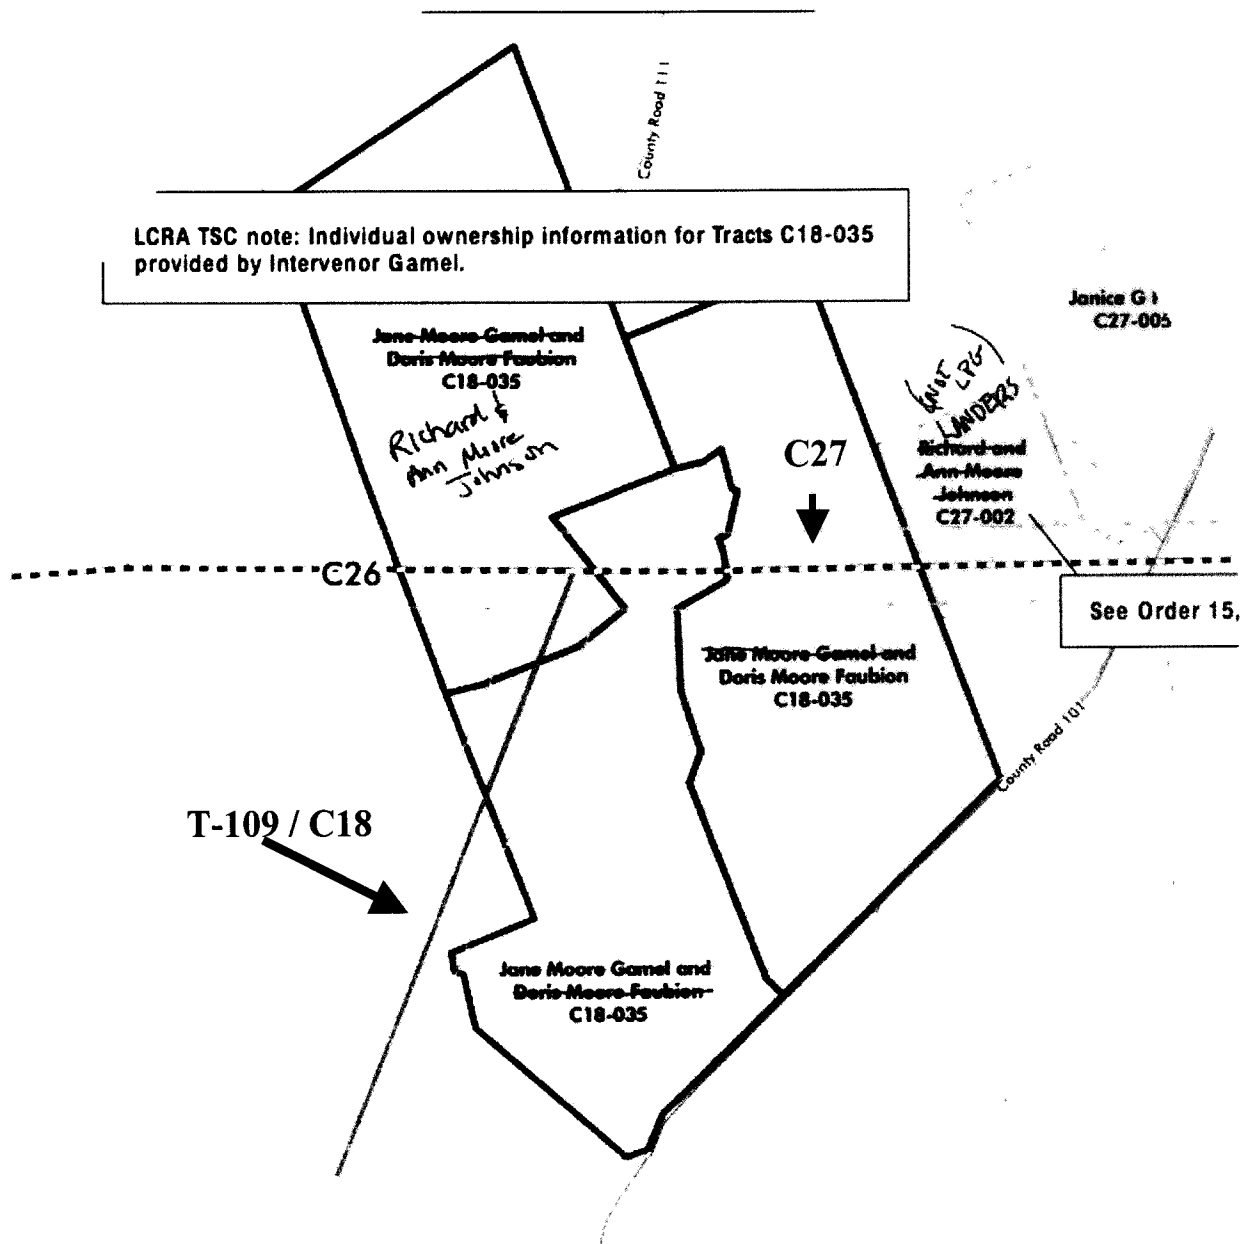 County Road 111
LCRA TSC note: Individual ownership information for Tracts C18-035
provided by Intervenor Gamel.
Jane Moore Gamel and
Doris Moore Faubion
C18-035
Richard &
Ann Moore
Johnson
Janice G
C27-005
LANDERS
Richard and
Ann Moore
Johnson
C27-002
C27
C26
See Order 15,
Jane Moore Gamel and
Doris Moore Faubion
C18-035
County Road 101
T-109 / C18
Jane Moore Gamel and
Doris Moore Faubion
C18-035